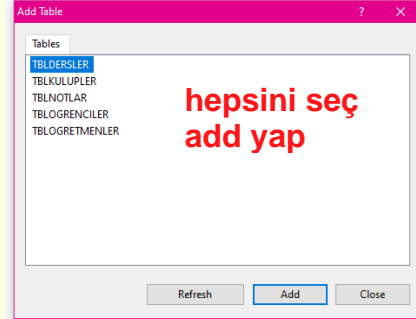 Add Table
?
Tables
TBLDERSLER
TBLKULUPLER
TBLNOTLAR
TBLOGRENCILER
TBLOGRETMENLER
hepsini seç
add yap
Refresh
Add
Close